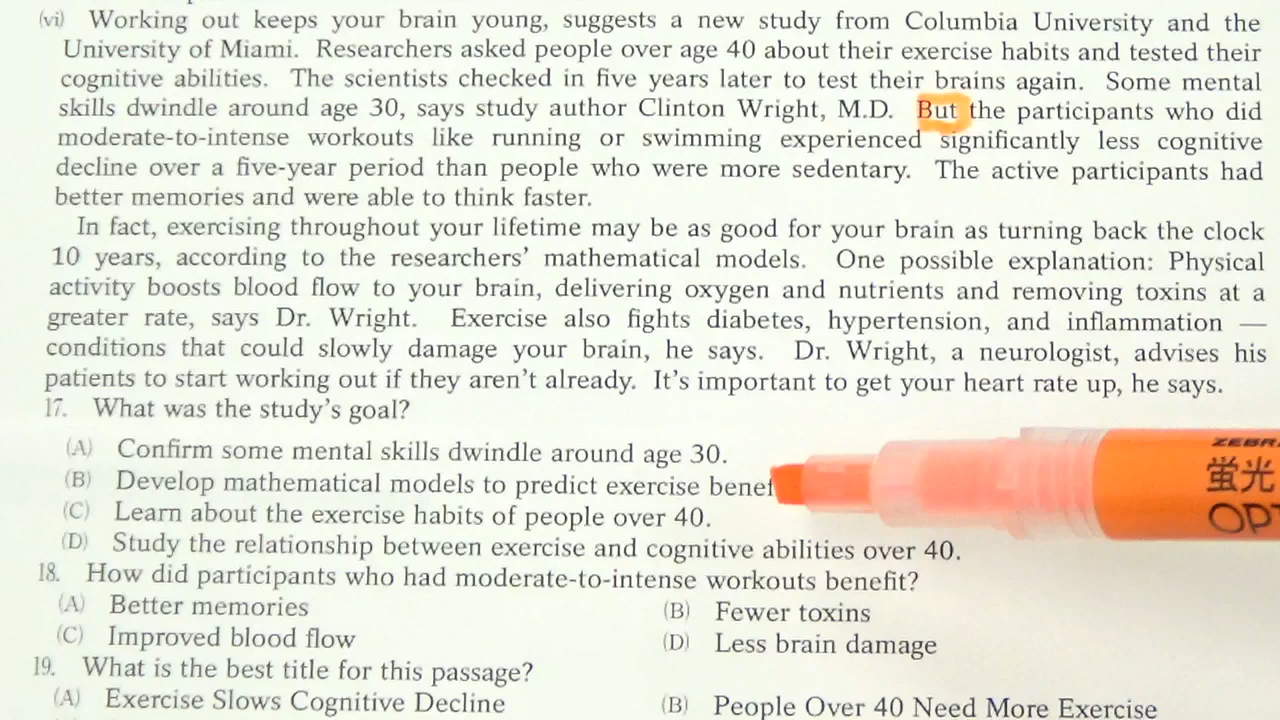 (vi) Working out keeps your brain young, suggests a new study from Columbia University and the
University of Miami. Researchers asked people over age 40 about their exercise habits and tested their
cognitive abilities. The scientists checked in five years later to test their brains again. Some mental
skills dwindle around age 30, says study author Clinton Wright, M.D. But the participants who did
moderate-to-intense workouts like running or swimming experienced significantly less cognitive
decline over a five-year period than people who were more sedentary. The active participants had
better memories and were able to think faster.
In fact, exercising throughout your lifetime may be as good for your brain as turning back the clock
10 years, according to the researchers' mathematical models. One possible explanation: Physical
activity boosts blood flow to your brain, delivering oxygen and nutrients and removing toxins at a
greater rate, says Dr. Wright. Exercise also fights diabetes, hypertension, and inflammation —
conditions that could slowly damage your brain, he says. Dr. Wright, a neurologist, advises his
patients to start working out if they aren't already. It's important to get your heart rate up, he says.
17. What was the study's goal?
(A) Confirm some mental skills dwindle around age 30.
(B) Develop mathematical models to predict exercise
(C) Learn about the exercise habits of people over 40.
(D) Study the relationship between exercise and cognitive abilities over 40.
ZEBRA
蛍光
OPT
18. How did participants who had moderate-to-intense workouts benefit?
(A) Better memories (B) Fewer toxins
(C) Improved blood flow (D) Less brain damage
19. What is the best title for this passage?
(A) Exercise Slows Cognitive Decline (B) People Over 40 Need More Exercise